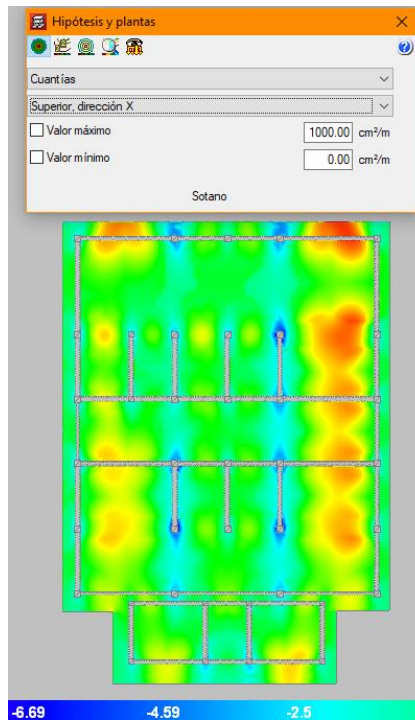 Hipótesis y plantas
Cuantías
Superior, dirección X
Valor máximo 1000.00 cm²/m
Valor mínimo 0.00 cm²/m
Sotano
-6.69 -4.59 -2.5